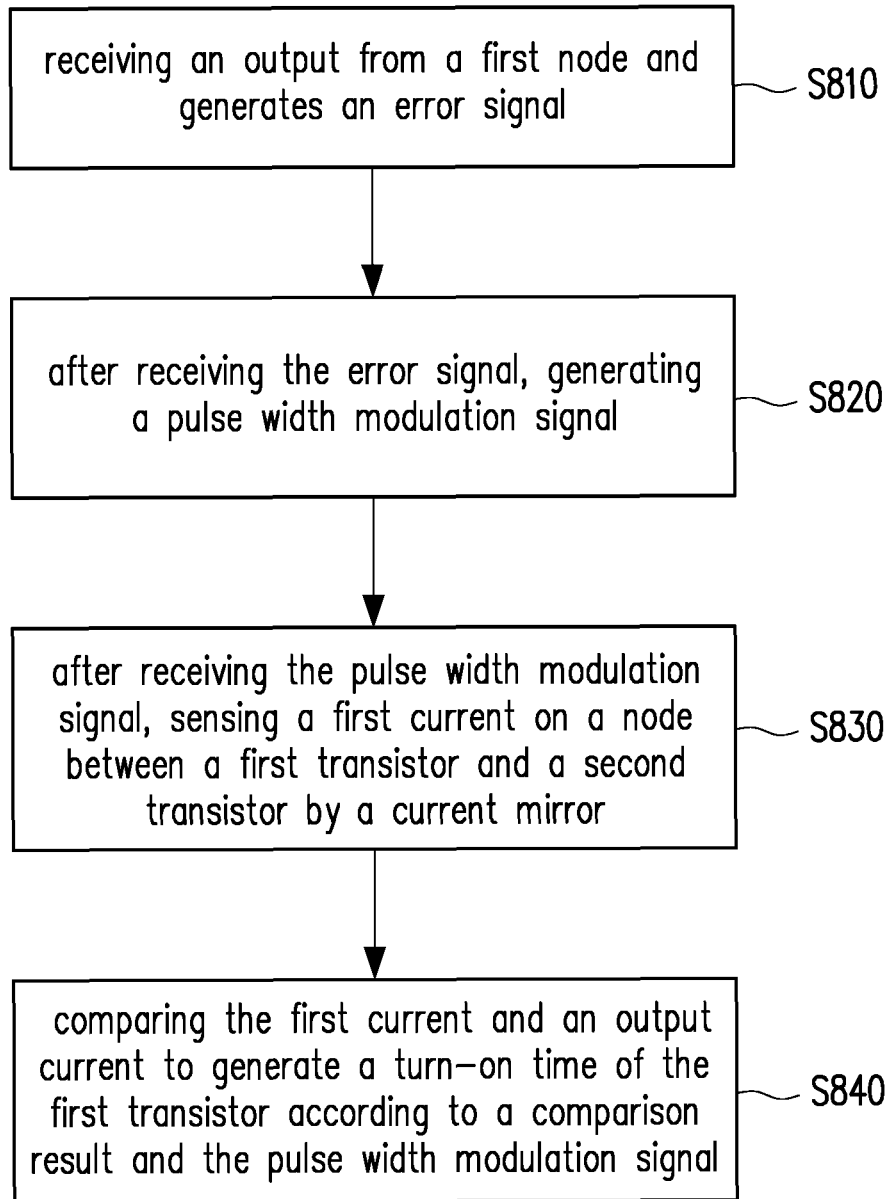 receiving an output from a first node and
generates an error signal
S810
after receiving the error signal, generating
a pulse width modulation signal
S820
after receiving the pulse width modulation
signal, sensing a first current on a node
between a first transistor and a second
transistor by a current mirror
S830
comparing the first current and an output
current to generate a turn-on time of the
first transistor according to a comparison
result and the pulse width modulation signal
S840